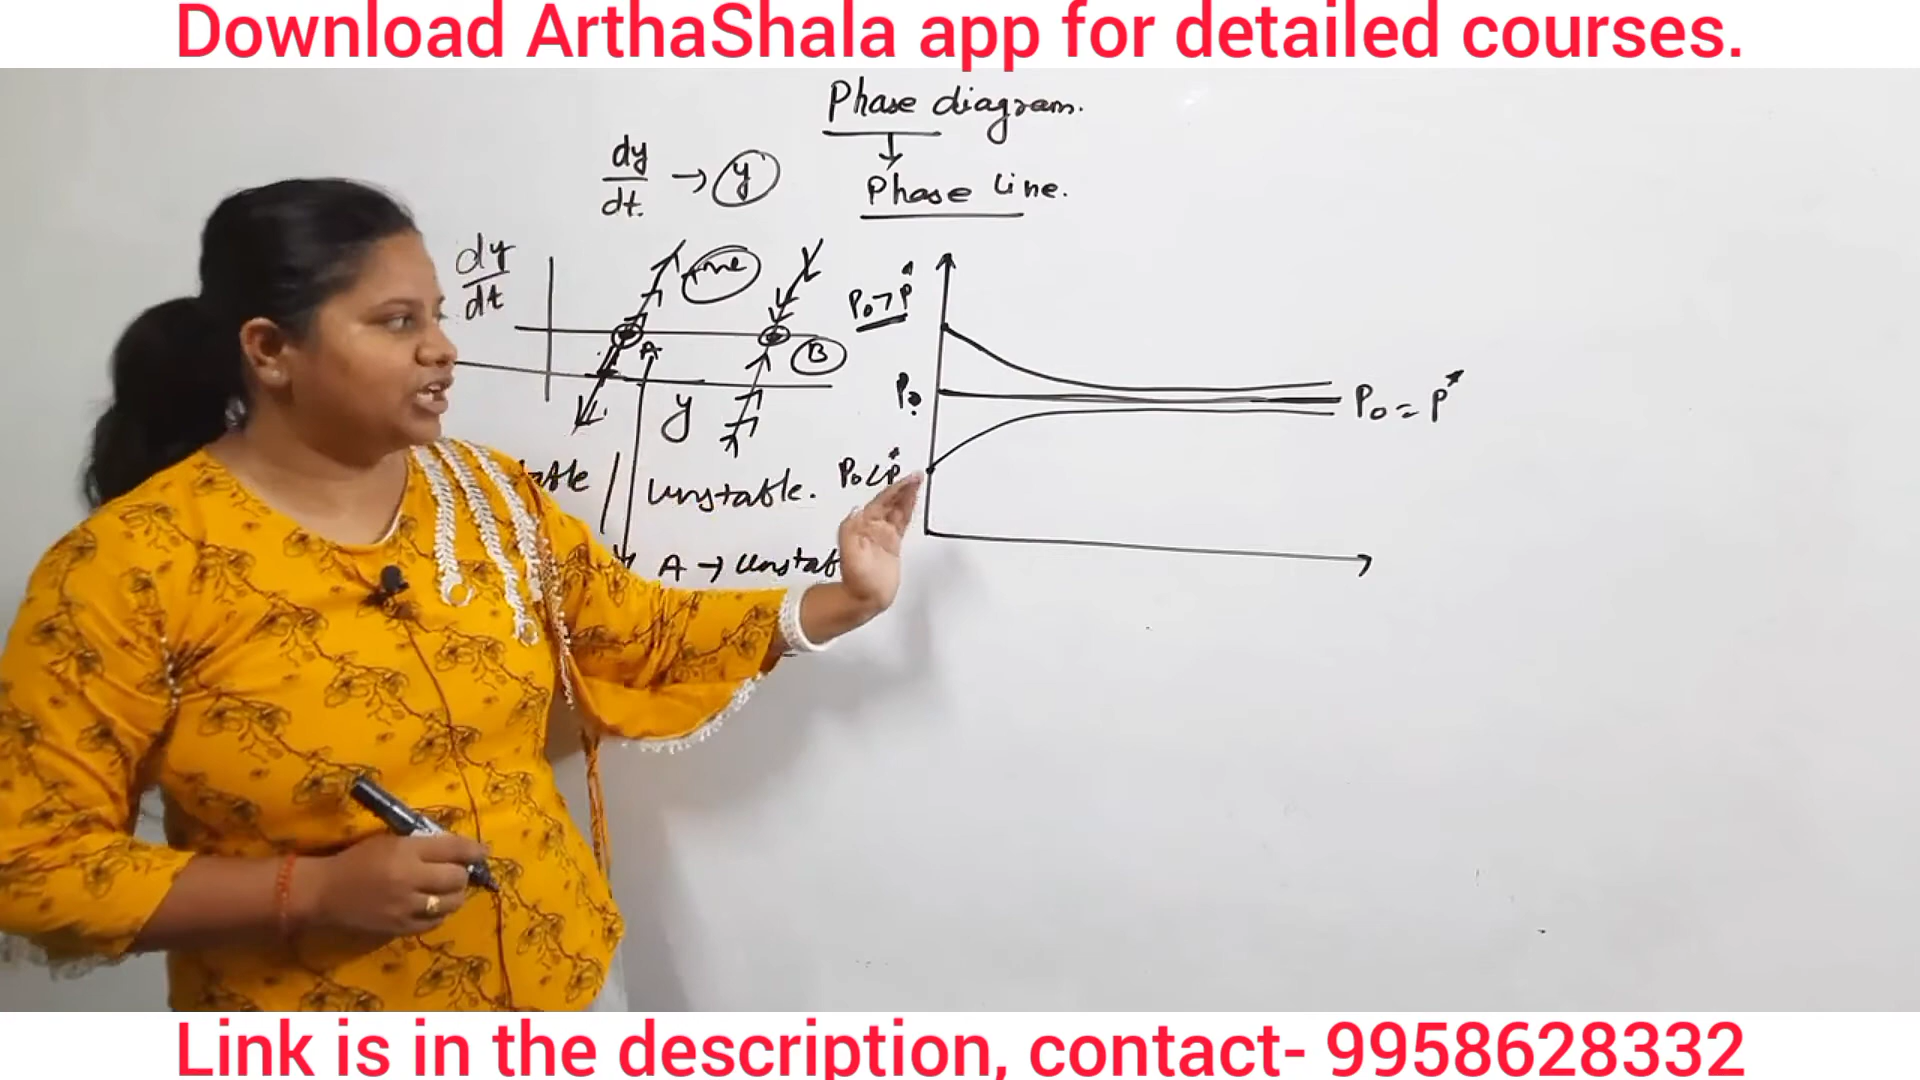 Download ArthaShala app for detailed courses.
Phase diagram.
dy
dt. → y
Phase Line.
dy
dt
+me
A
B
y
Unstable.
A → Unstab
P₀ > P*
P₀
P₀ < P*
P₀ = P*
Link is in the description, contact- 9958628332